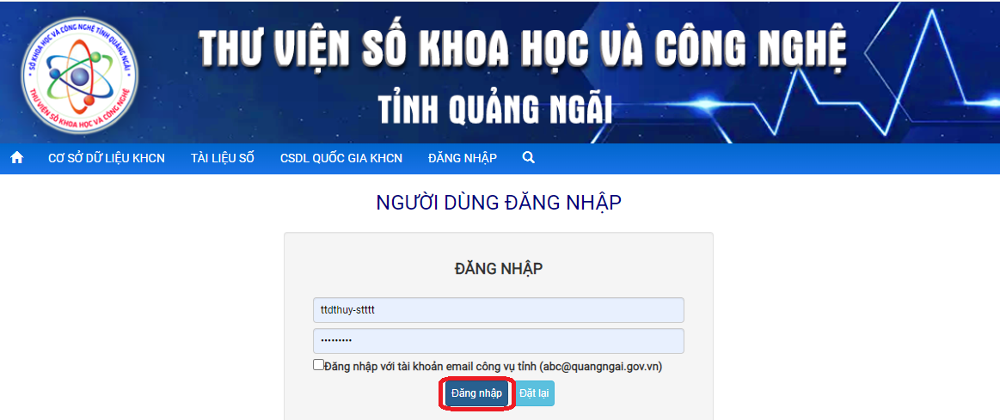 SỞ KHOA HỌC VÀ CÔNG NGHỆ TỈNH QUẢNG NGÃI
THƯ VIỆN SỐ KHOA HỌC VÀ CÔNG NGHỆ
THƯ VIỆN SỐ KHOA HỌC VÀ CÔNG NGHỆ
TỈNH QUẢNG NGÃI
CƠ SỞ DỮ LIỆU KHCN TÀI LIỆU SỐ CSDL QUỐC GIA KHCN ĐĂNG NHẬP
NGƯỜI DÙNG ĐĂNG NHẬP
ĐĂNG NHẬP
ttdthuy-stttt
•••••••••
Đăng nhập với tài khoản email công vụ tỉnh (abc@quangngai.gov.vn)
Đăng nhập Đặt lại